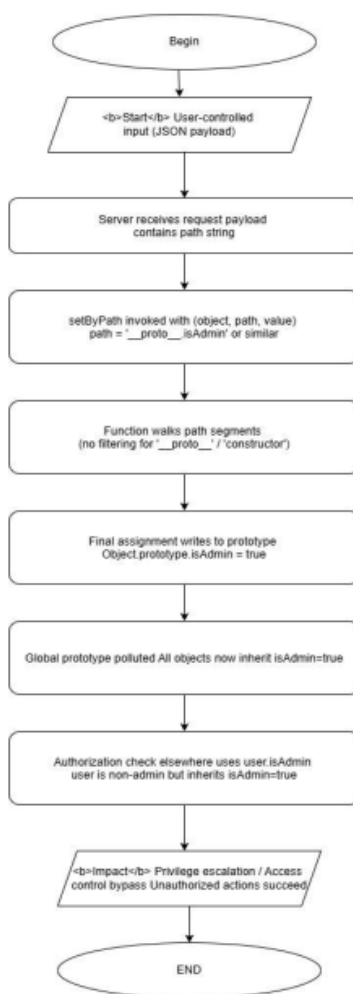 Begin
<b>Start</b> User-controlled
input (JSON payload)
Server receives request payload
contains path string
setByPath invoked with (object, path, value)
path = '__proto__.isAdmin' or similar
Function walks path segments
(no filtering for '__proto__' / 'constructor')
Final assignment writes to prototype
Object.prototype.isAdmin = true
Global prototype polluted All objects now inherit isAdmin=true
Authorization check elsewhere uses user.isAdmin
user is non-admin but inherits isAdmin=true
<b>Impact</b> Privilege escalation / Access
control bypass Unauthorized actions succeed
END